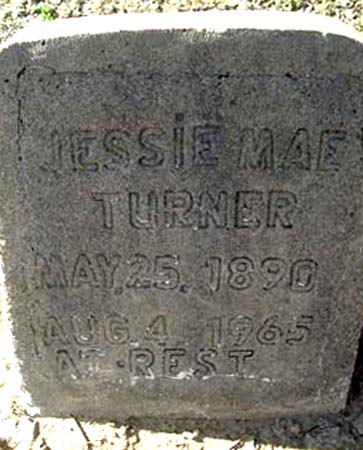 JESSiE MAE
TURNER
MAY, 25, 1890
AUG, 4 1965
AT REST